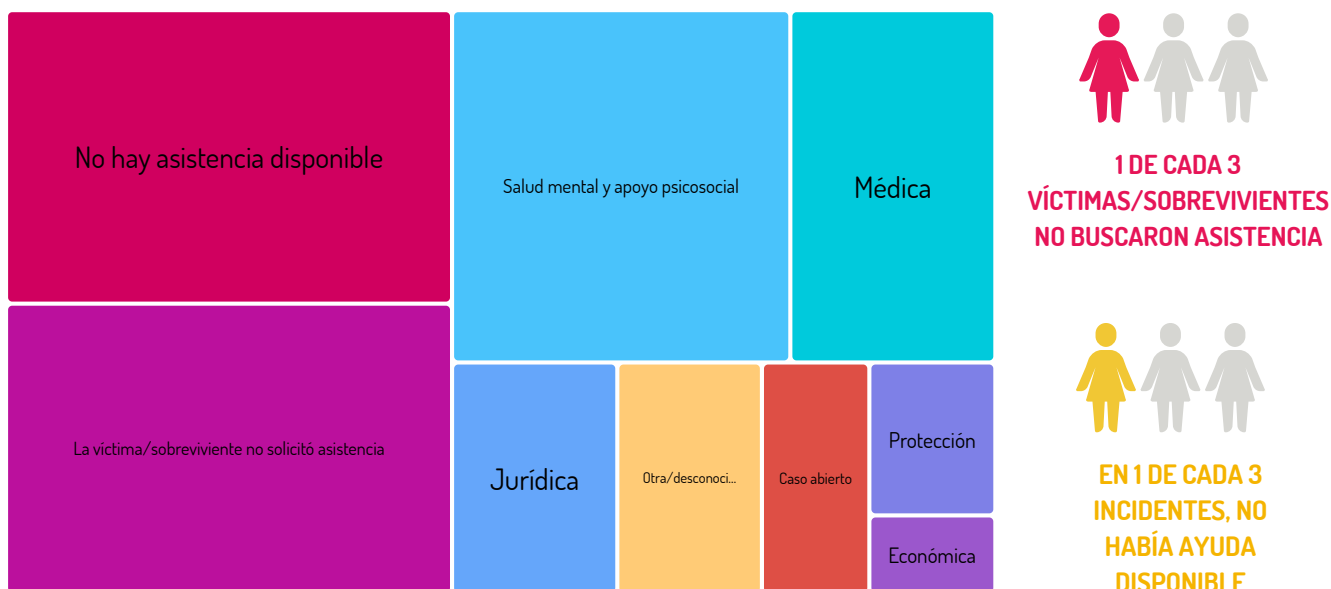 No hay asistencia disponible
Salud mental y apoyo psicosocial
Médica
La víctima/sobreviviente no solicitó asistencia
Jurídica
Otra/desconoci...
Caso abierto
Protección
Económica
1 DE CADA 3
VÍCTIMAS/SOBREVIVIENTES
NO BUSCARON ASISTENCIA
EN 1 DE CADA 3
INCIDENTES, NO
HABÍA AYUDA
DISPONIBLE